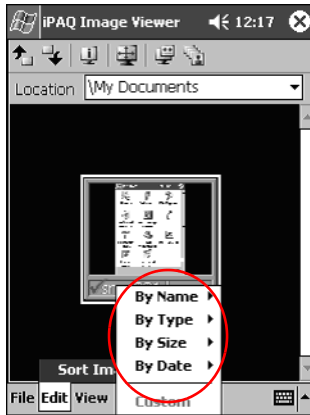 iPAQ Image Viewer 12:17
Location \My Documents
By Name
By Type
By Size
By Date
Sort Im
Custom
File Edit View